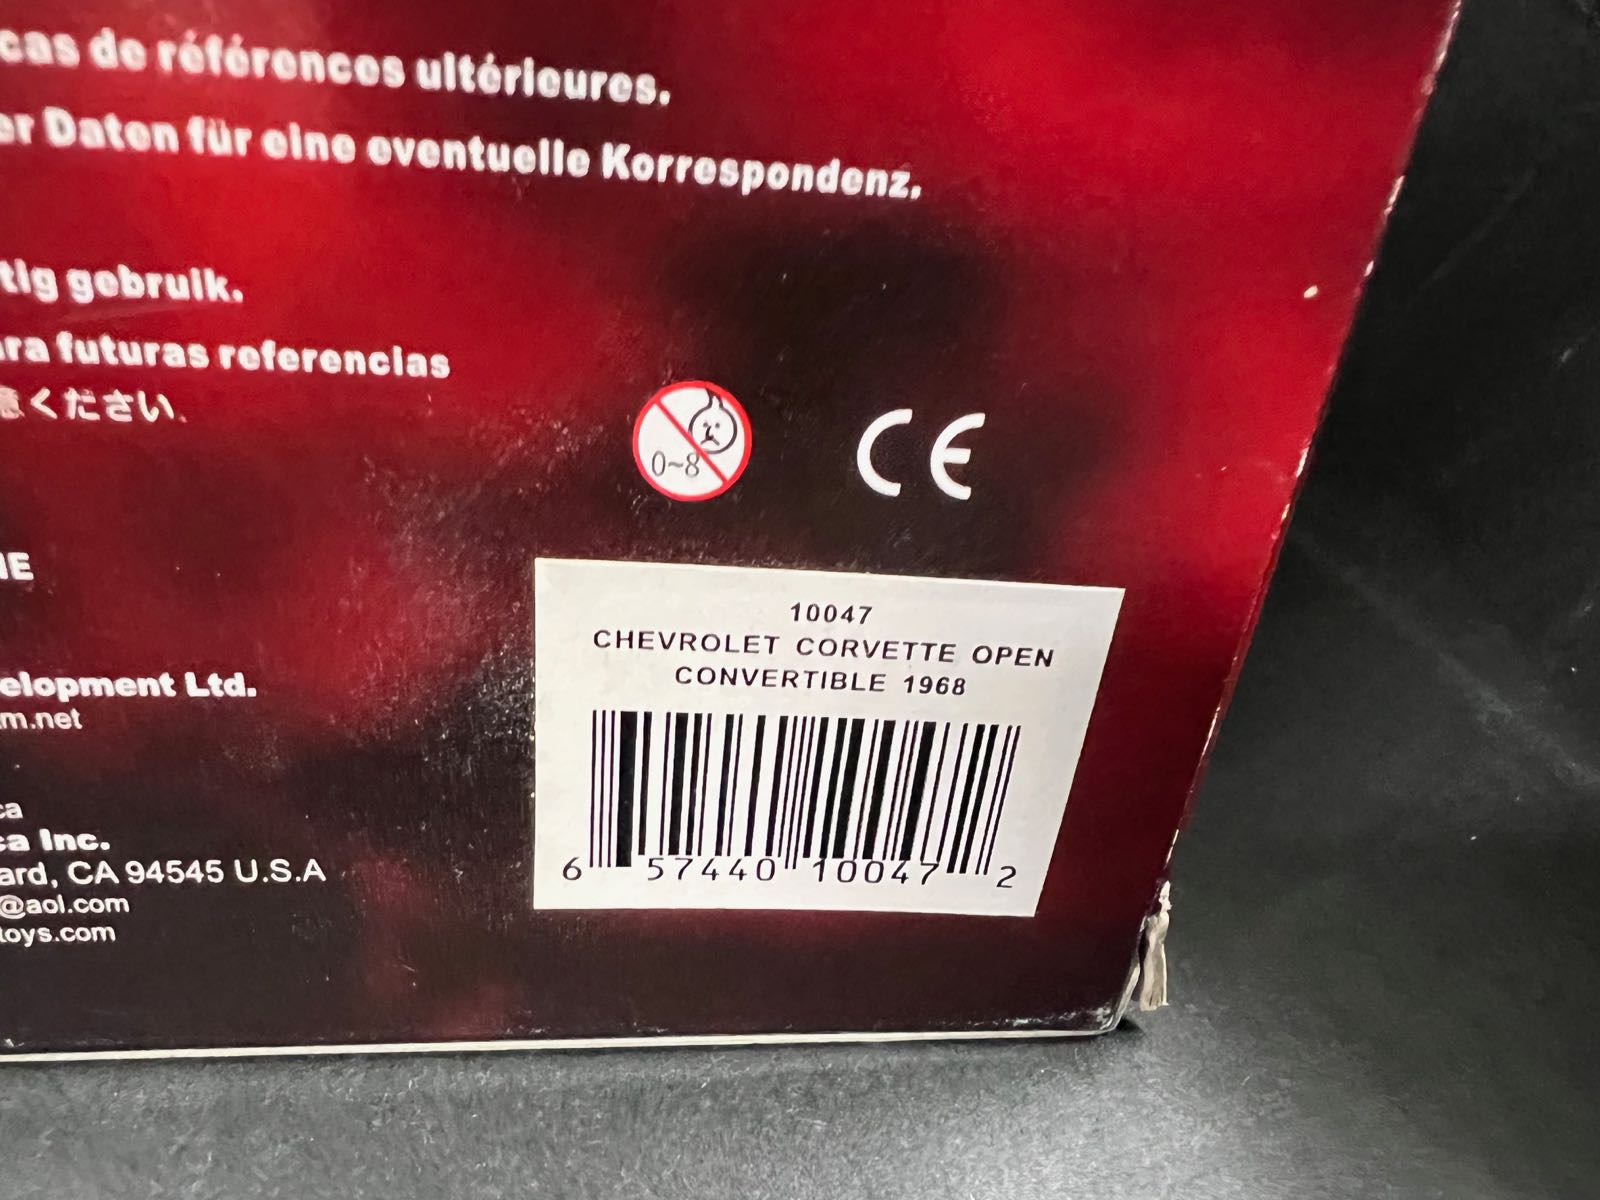 cas de références ultérieures.
er Daten für eine eventuelle Korrespondenz.
tig gebruik.
ra futuras referencias
意ください.
0~8
CE
IE
10047
CHEVROLET CORVETTE OPEN
CONVERTIBLE 1968
elopment Ltd.
m.net
ca
ca Inc.
ard, CA 94545 U.S.A
@aol.com
toys.com
6 57440 10047 2